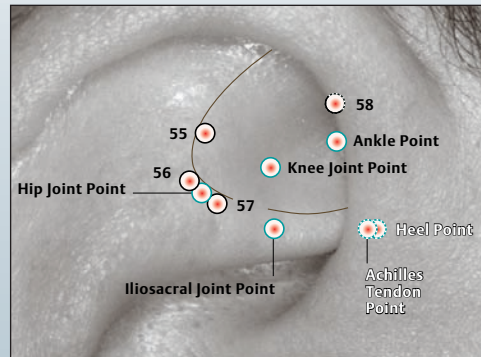 58
55
Ankle Point
56
Knee Joint Point
Hip Joint Point
57
Heel Point
Achilles
Tendon
Point
Iliosacral Joint Point